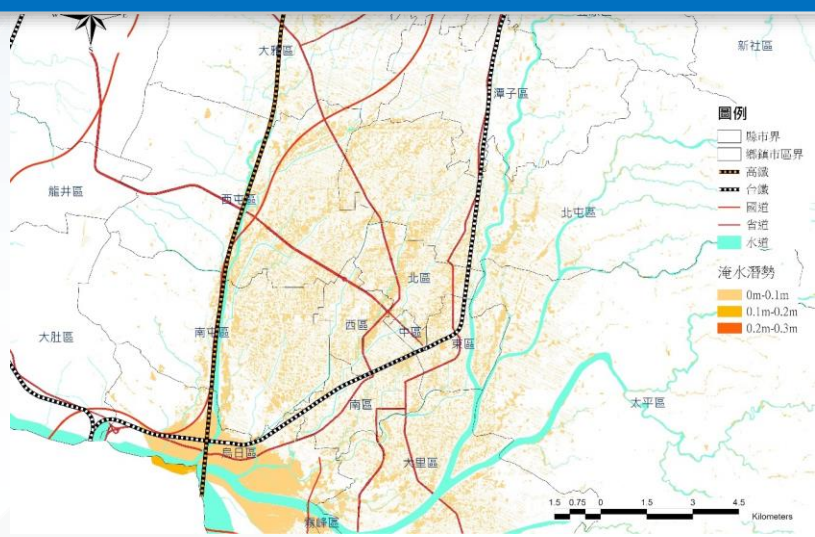 S
大雅區
新社區
潭子區
龍井區
西屯區
北屯區
北區
大肚區
南屯區
西區
中區
東區
南區
太平區
烏日區
大里區
霧峰區
圖例
縣市界
鄉鎮市區界
高鐵
台鐵
國道
省道
水道
淹水潛勢
0m-0.1m
0.1m-0.2m
0.2m-0.3m
1.5 0.75 0 1.5 3 4.5
Kilometers